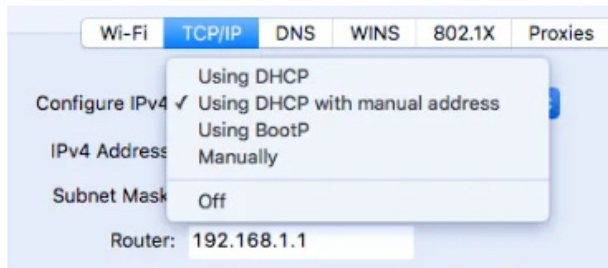 Wi-Fi TCP/IP DNS WINS 802.1X Proxies
Using DHCP
Configure IPv4 ✓ Using DHCP with manual address
Using BootP
IPv4 Address Manually
Subnet Mask Off
Router: 192.168.1.1